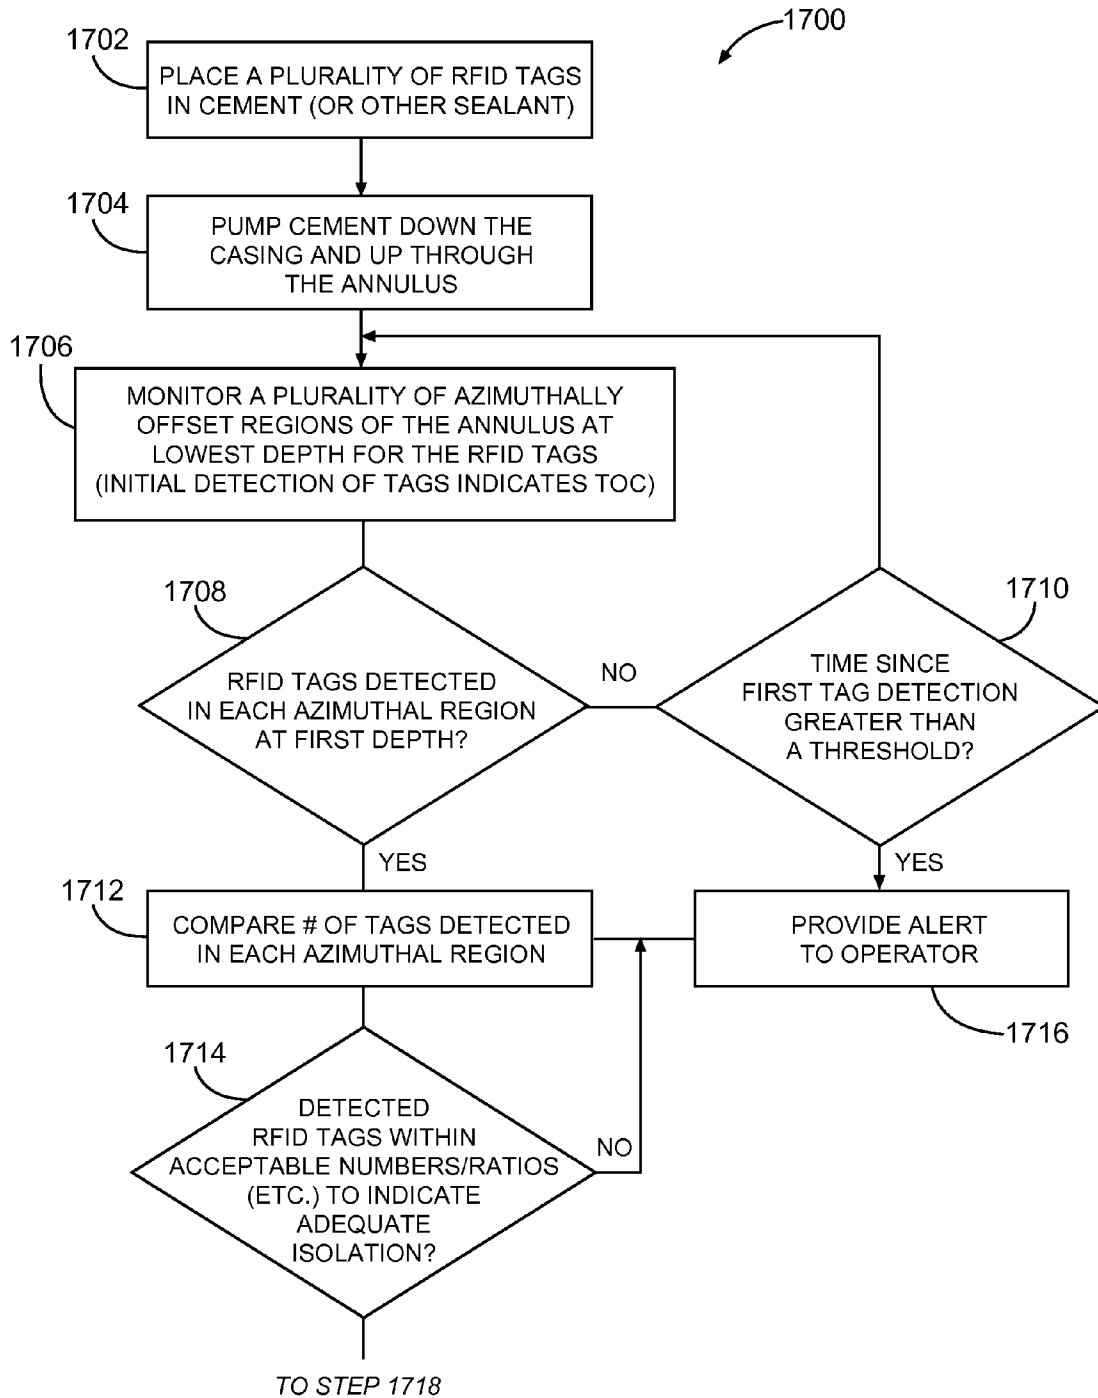 1700
1702
PLACE A PLURALITY OF RFID TAGS
IN CEMENT (OR OTHER SEALANT)
1704
PUMP CEMENT DOWN THE
CASING AND UP THROUGH
THE ANNULUS
1706
MONITOR A PLURALITY OF AZIMUTHALLY
OFFSET REGIONS OF THE ANNULUS AT
LOWEST DEPTH FOR THE RFID TAGS
(INITIAL DETECTION OF TAGS INDICATES TOC)
1708
RFID TAGS DETECTED
IN EACH AZIMUTHAL REGION
AT FIRST DEPTH?
NO
1710
TIME SINCE
FIRST TAG DETECTION
GREATER THAN
A THRESHOLD?
YES
YES
1712
COMPARE # OF TAGS DETECTED
IN EACH AZIMUTHAL REGION
PROVIDE ALERT
TO OPERATOR
1716
1714
DETECTED
RFID TAGS WITHIN
ACCEPTABLE NUMBERS/RATIOS
(ETC.) TO INDICATE
ADEQUATE
ISOLATION?
NO
TO STEP 1718